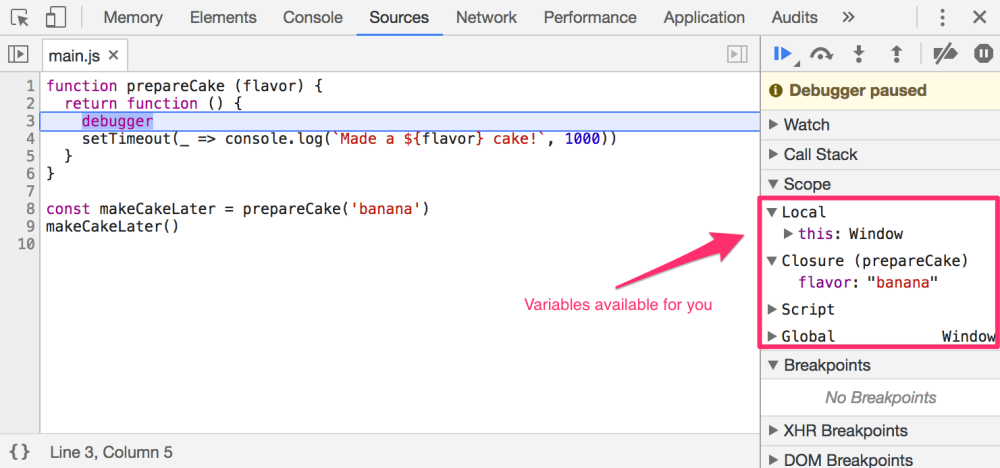 Memory Elements Console Sources Network Performance Application Audits »
main.js ×
1 function prepareCake (flavor) {
2   return function () {
3     debugger
4     setTimeout(_ => console.log(`Made a ${flavor} cake!`, 1000))
5   }
6 }
7
8 const makeCakeLater = prepareCake('banana')
9 makeCakeLater()
10
Variables available for you
{} Line 3, Column 5
Debugger paused
Watch
Call Stack
Scope
Local
this: Window
Closure (prepareCake)
flavor: "banana"
Script
Global Window
Breakpoints
No Breakpoints
XHR Breakpoints
DOM Breakpoints